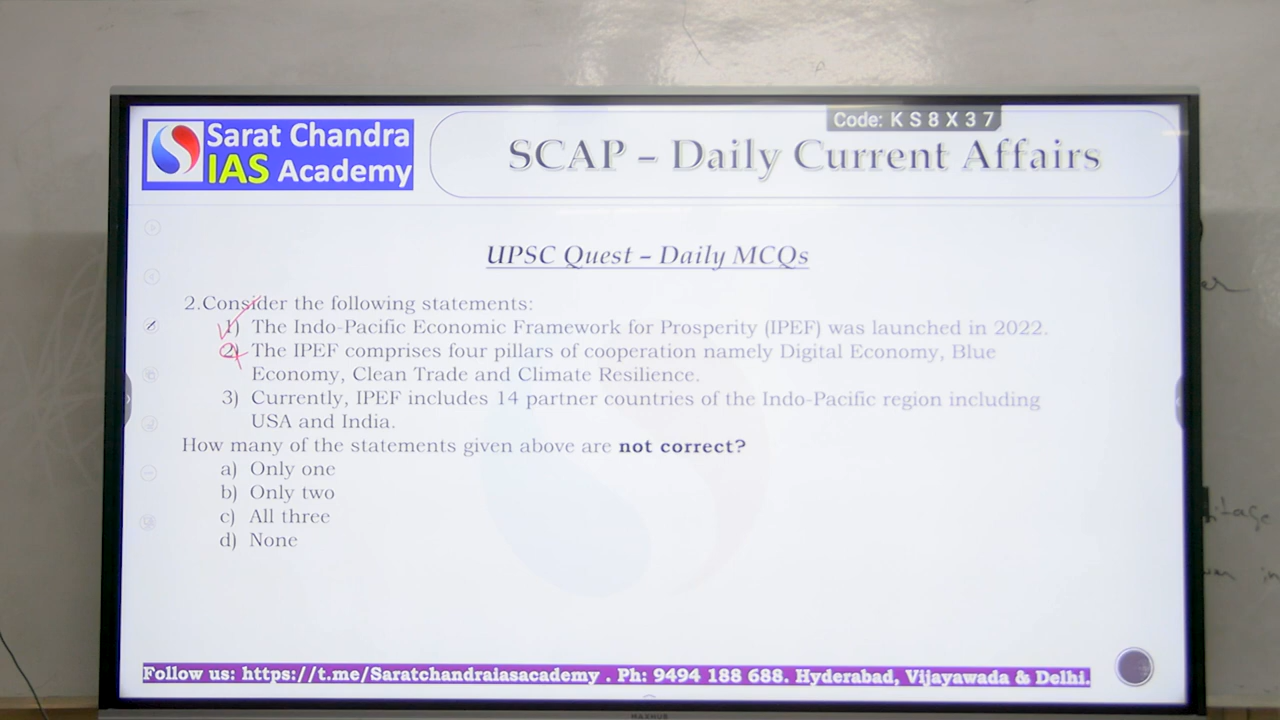 Code: K S 8 X 3 7
Sarat Chandra
IAS Academy
SCAP – Daily Current Affairs
UPSC Quest – Daily MCQs
2.Consider the following statements:
1) The Indo-Pacific Economic Framework for Prosperity (IPEF) was launched in 2022.
2) The IPEF comprises four pillars of cooperation namely Digital Economy, Blue
Economy, Clean Trade and Climate Resilience.
3) Currently, IPEF includes 14 partner countries of the Indo-Pacific region including
USA and India.
How many of the statements given above are not correct?
a) Only one
b) Only two
c) All three
d) None
Follow us: https://t.me/Saratchandraiasacademy . Ph: 9494 188 688. Hyderabad, Vijayawada & Delhi.
MAXHUB